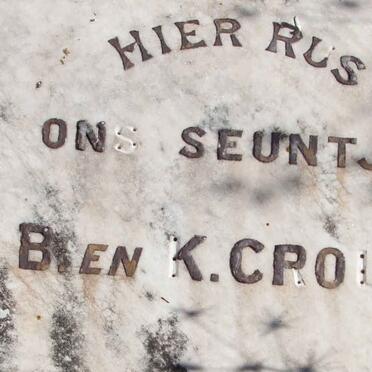 HIER RUS
ONS SEUNTJ
B. EN K. CRO